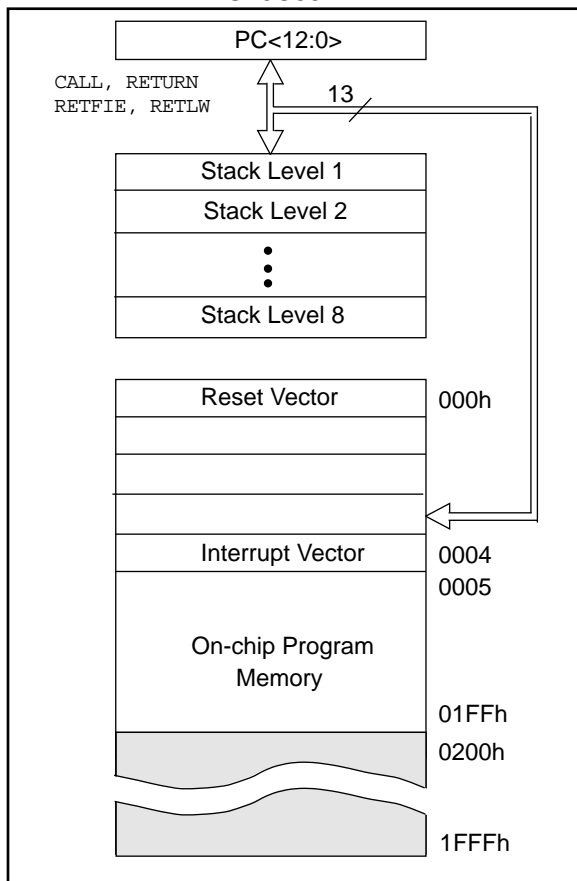 PC<12:0>
CALL, RETURN
RETFIE, RETLW
13
Stack Level 1
Stack Level 2
Stack Level 8
Reset Vector
000h
Interrupt Vector
0004
0005
On-chip Program
Memory
01FFh
0200h
1FFFh